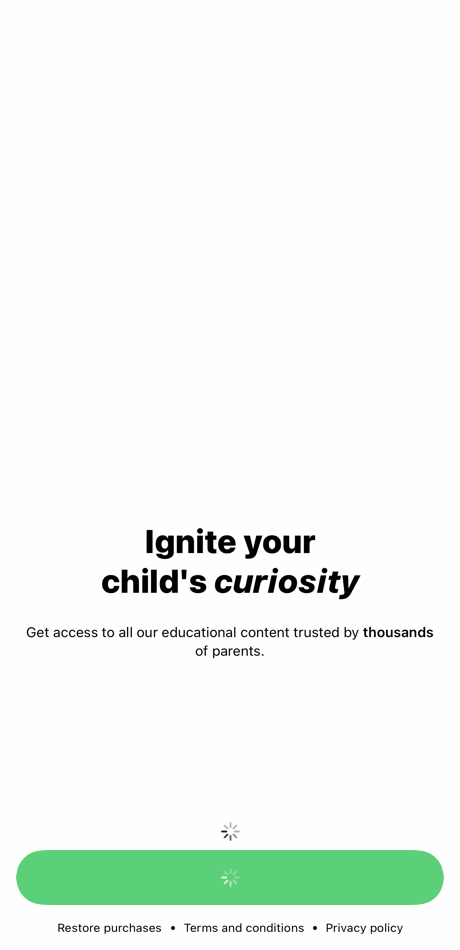 Ignite your
child's curiosity
Get access to all our educational content trusted by thousands
of parents.
Restore purchases • Terms and conditions • Privacy policy